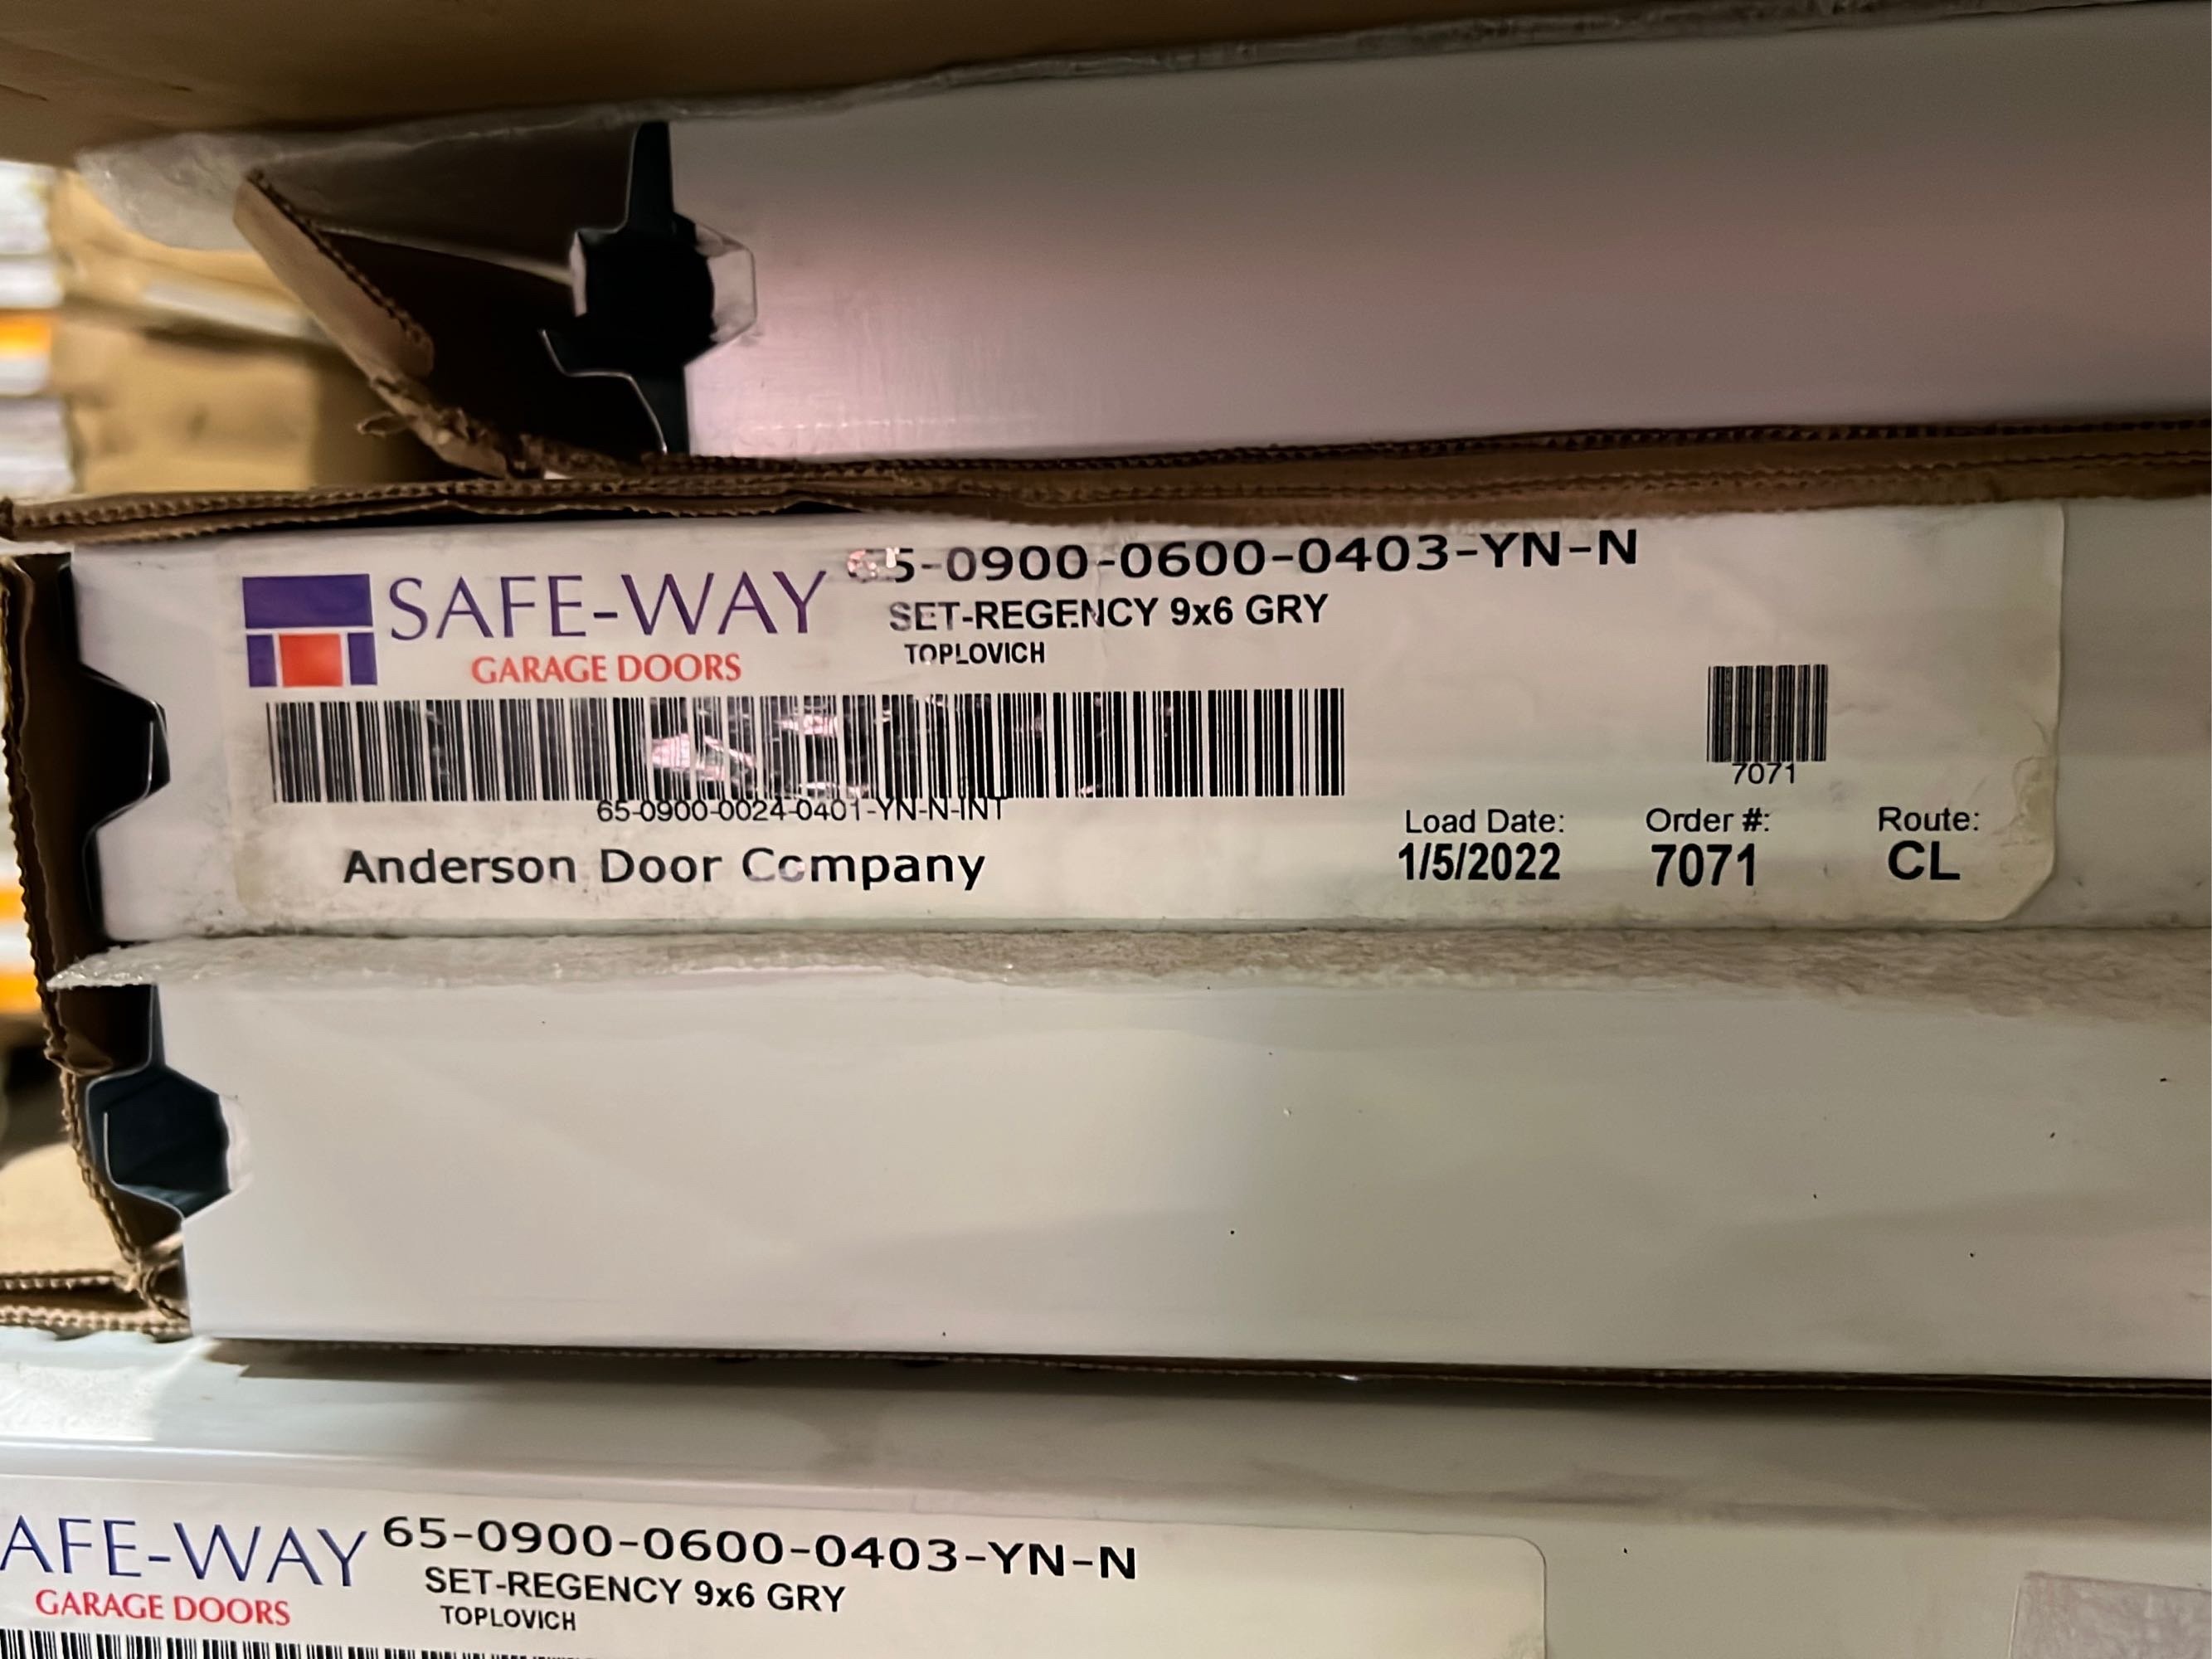 SAFE-WAY
GARAGE DOORS
65-0900-0600-0403-YN-N
SET-REGENCY 9x6 GRY
TOPLOVICH
65-0900-0024-0401-YN-N-INT
7071
Anderson Door Company
Load Date:
1/5/2022
Order #:
7071
Route:
CL
AFE-WAY
GARAGE DOORS
65-0900-0600-0403-YN-N
SET-REGENCY 9x6 GRY
TOPLOVICH